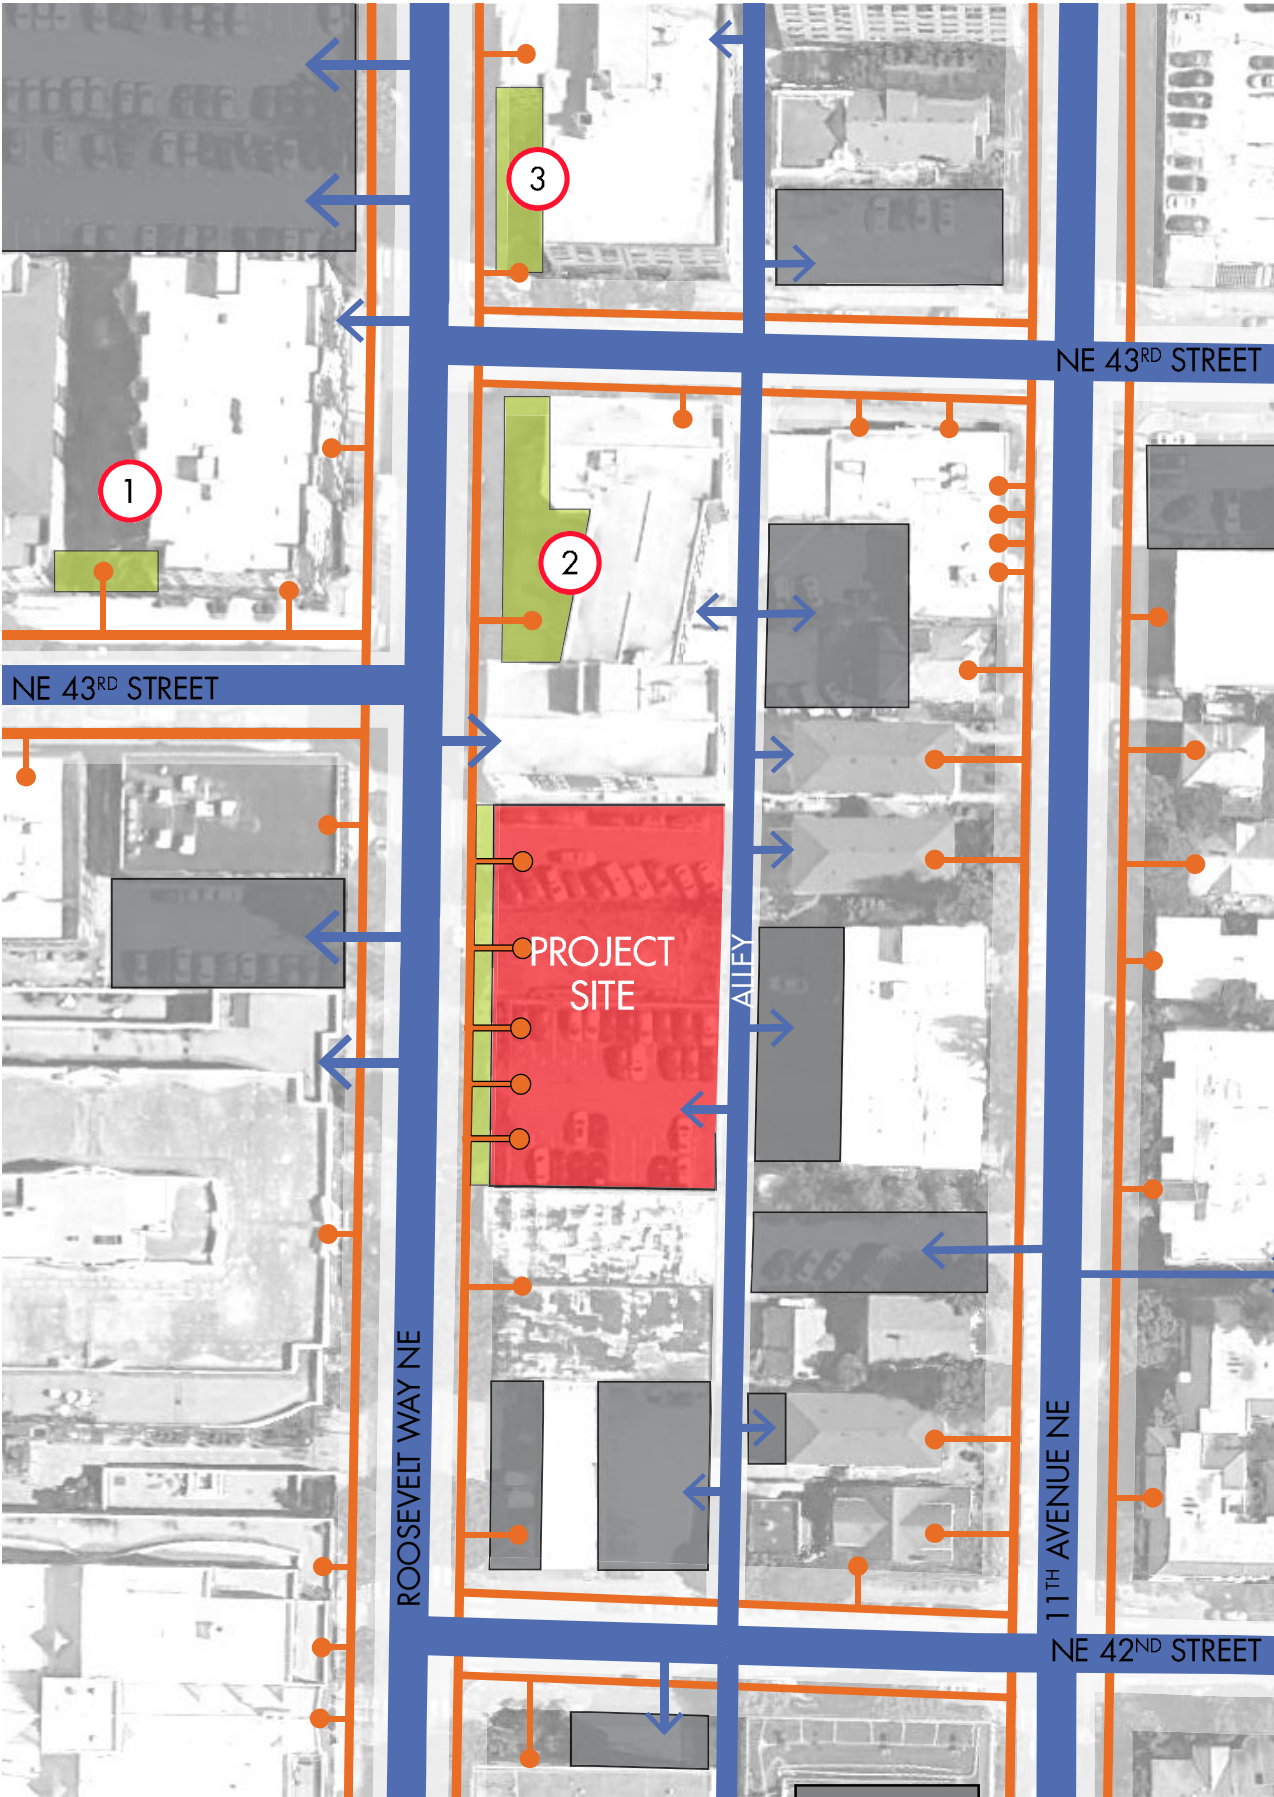 3
NE 43RD STREET
1
2
NE 43RD STREET
PROJECT
SITE
ALLEY
ROOSEVELT WAY NE
11TH AVENUE NE
NE 42ND STREET